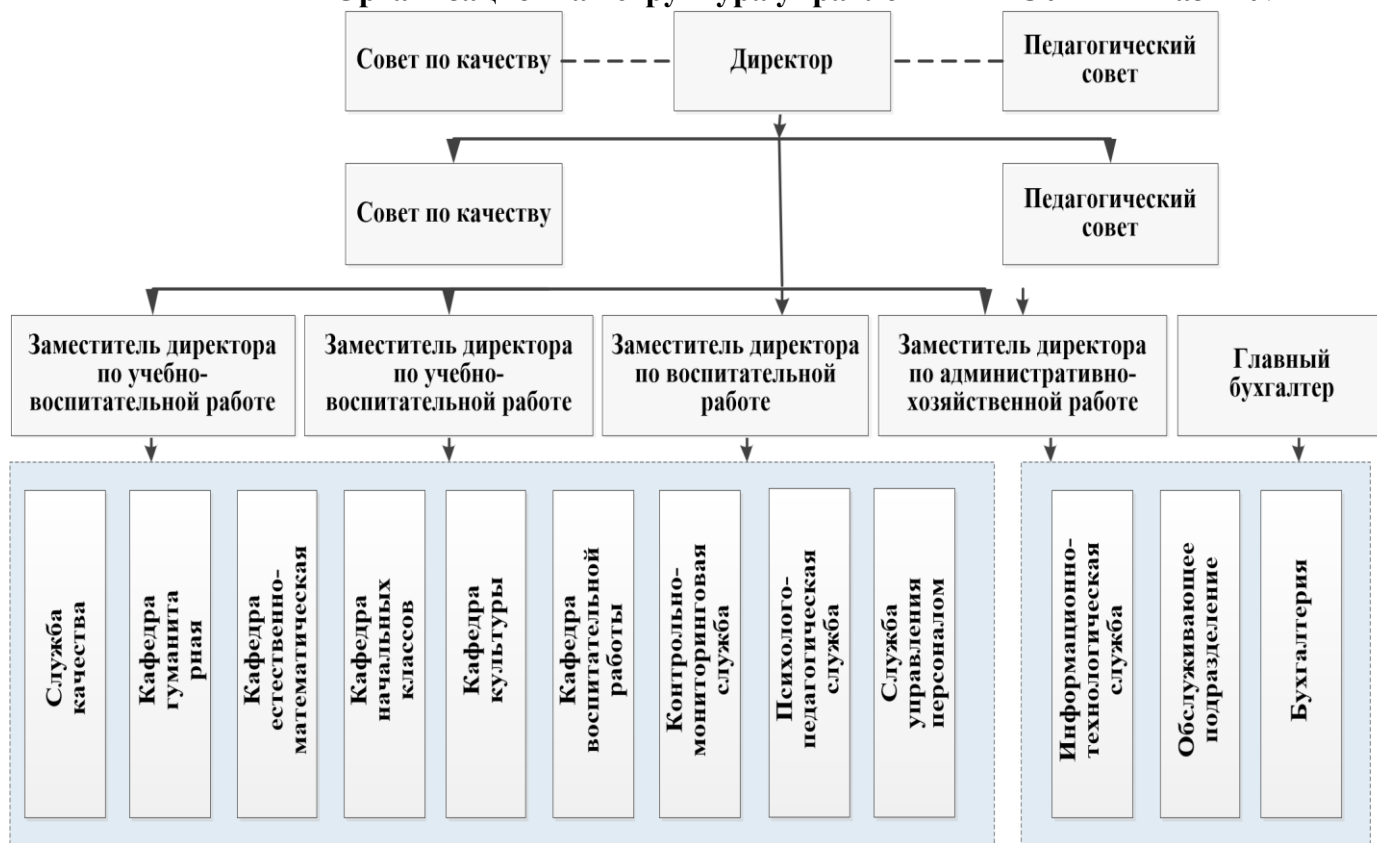 Совет по качеству
Директор
Педагогический
совет
Совет по качеству
Педагогический
совет
Заместитель директора
по учебно-
воспитательной работе
Заместитель директора
по учебно-
воспитательной работе
Заместитель директора
по воспитательной
работе
Заместитель директора
по административно-
хозяйственной работе
Главный
бухгалтер
Служба
качества
Кафедра
гуманита
рная
Кафедра
естественно-
математическая
Кафедра
начальных
классов
Кафедра
культуры
Кафедра
воспитательной
работы
Контрольно-
мониторинговая
служба
Психолого-
педагогическая
служба
Служба
управления
персоналом
Информационно-
технологическая
служба
Обслуживающее
подразделение
Бухгалтерия